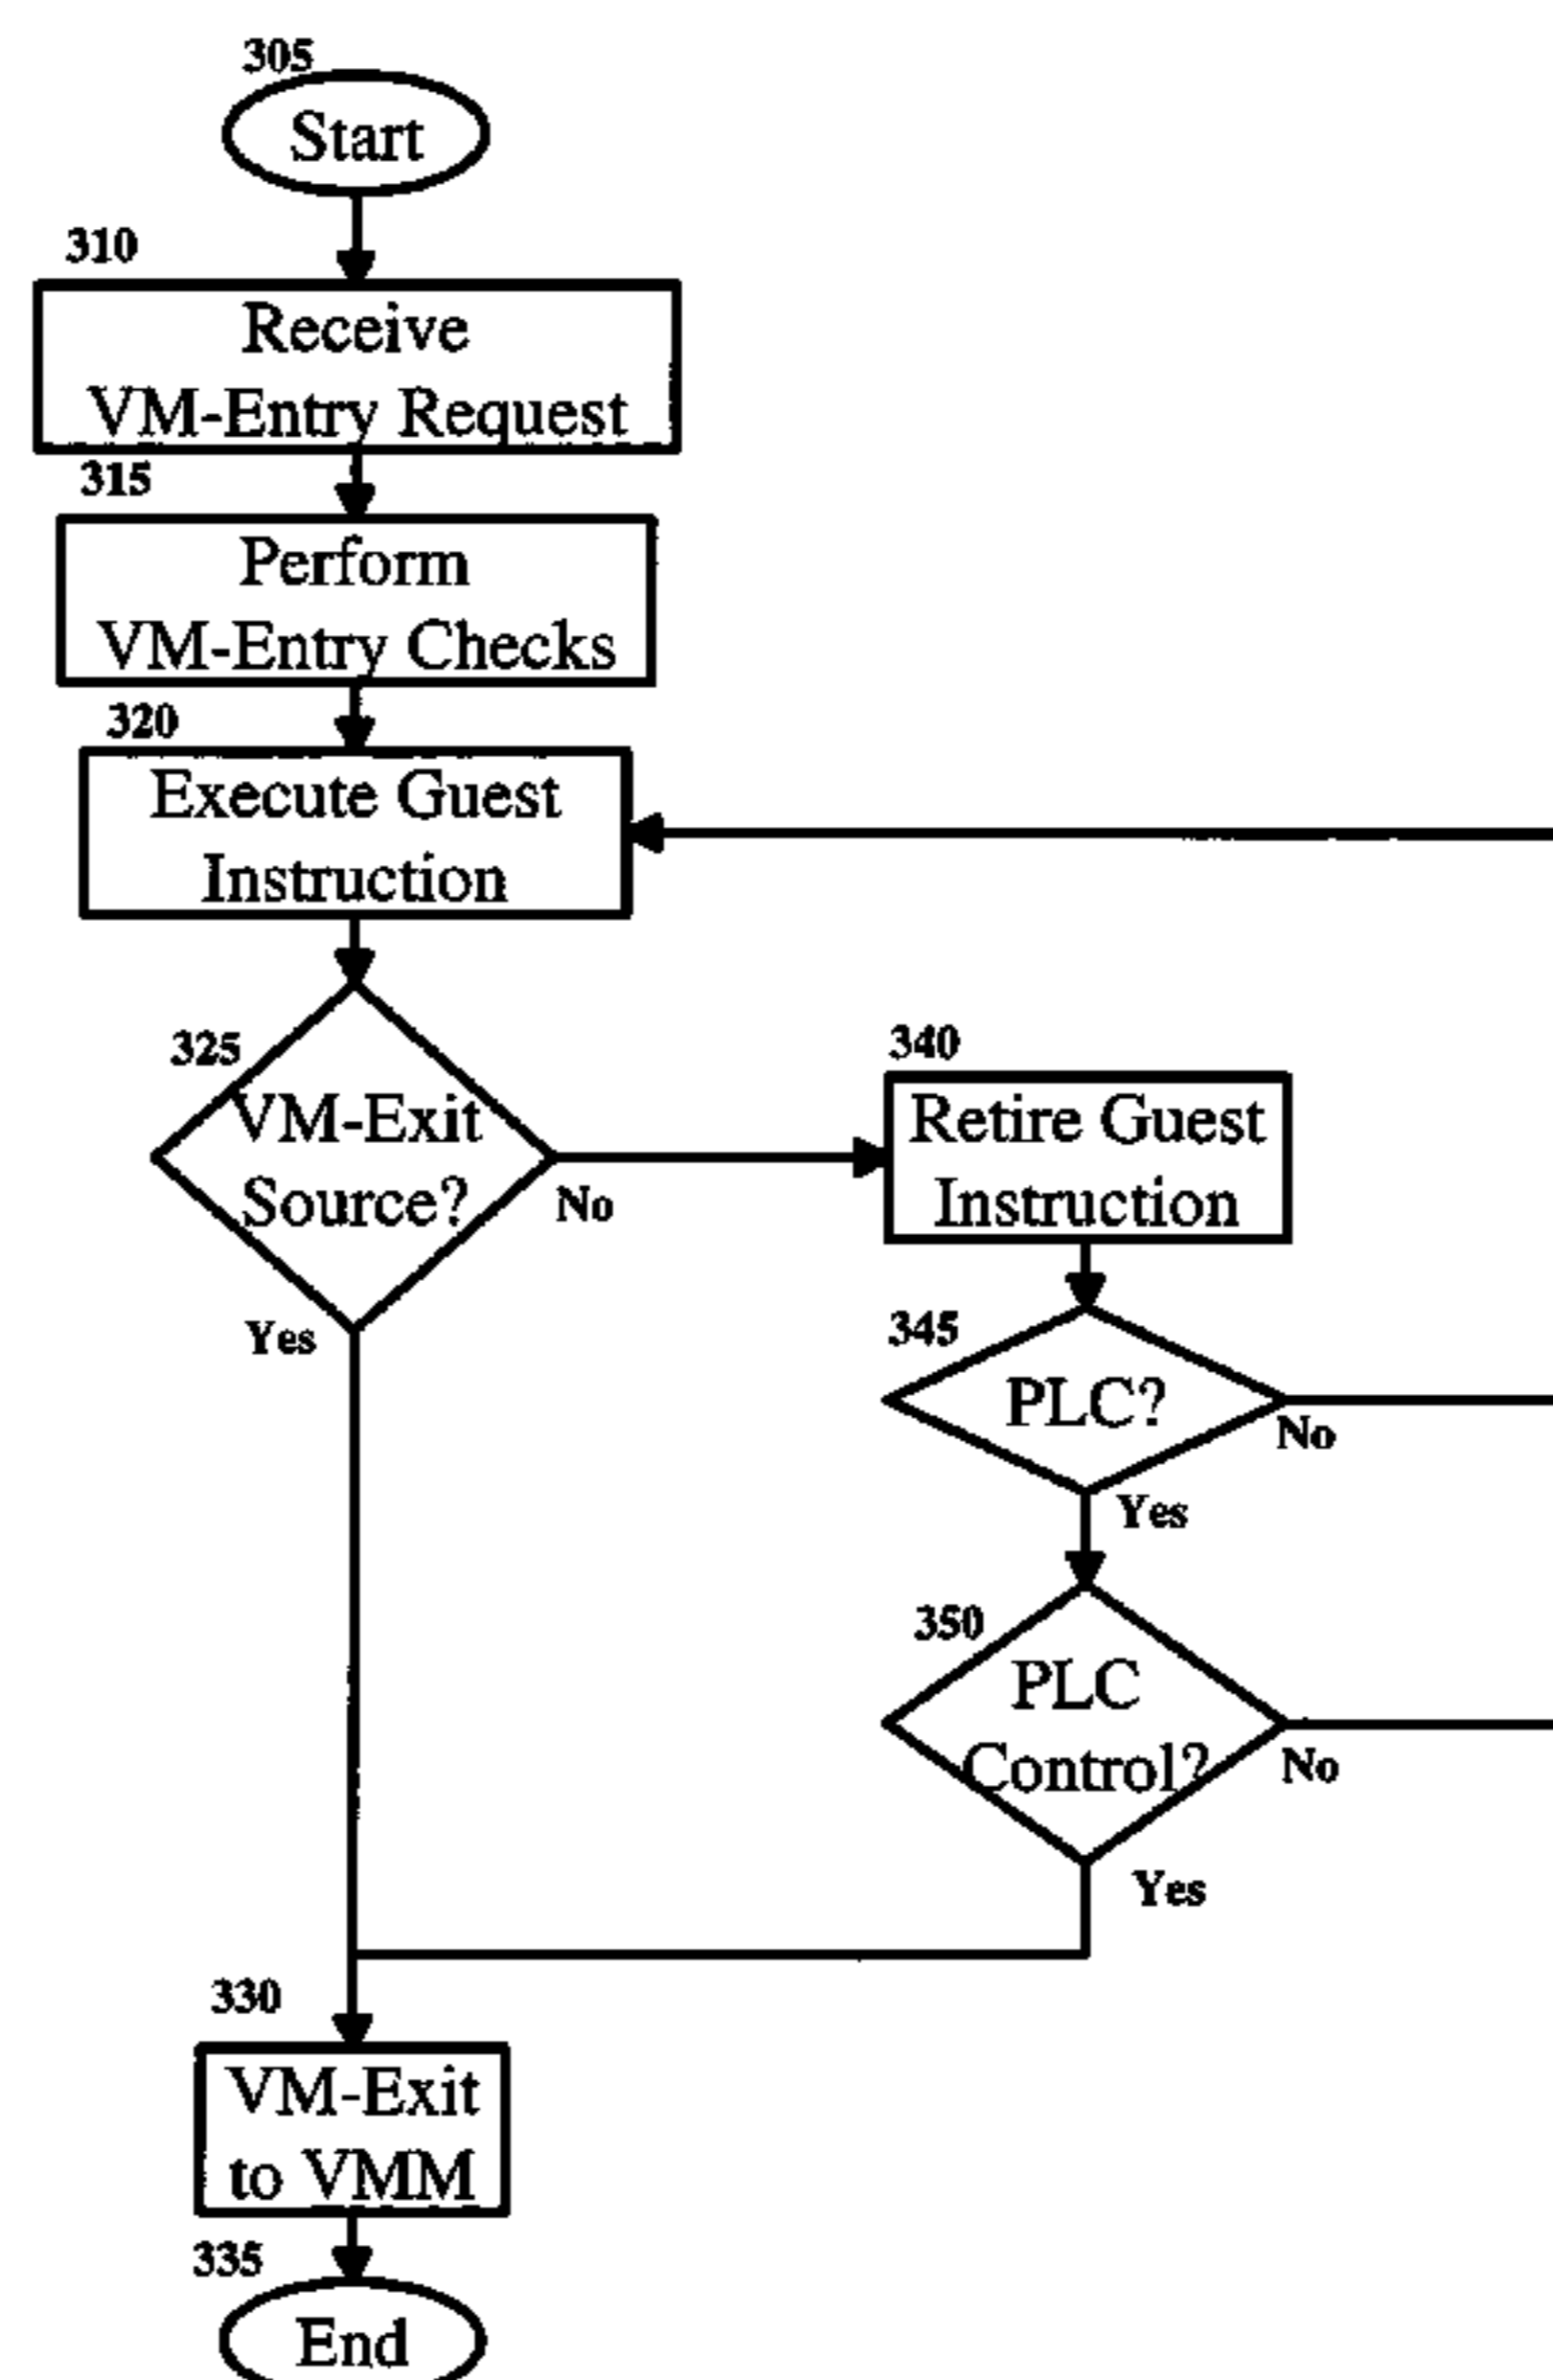 305
Start
310
Receive
VM-Entry Request
315
Perform
VM-Entry Checks
320
Execute Guest
Instruction
325
VM-Exit
Source?
No
Yes
340
Retire Guest
Instruction
345
PLC?
No
Yes
350
PLC
Control?
No
Yes
330
VM-Exit
to VMM
335
End